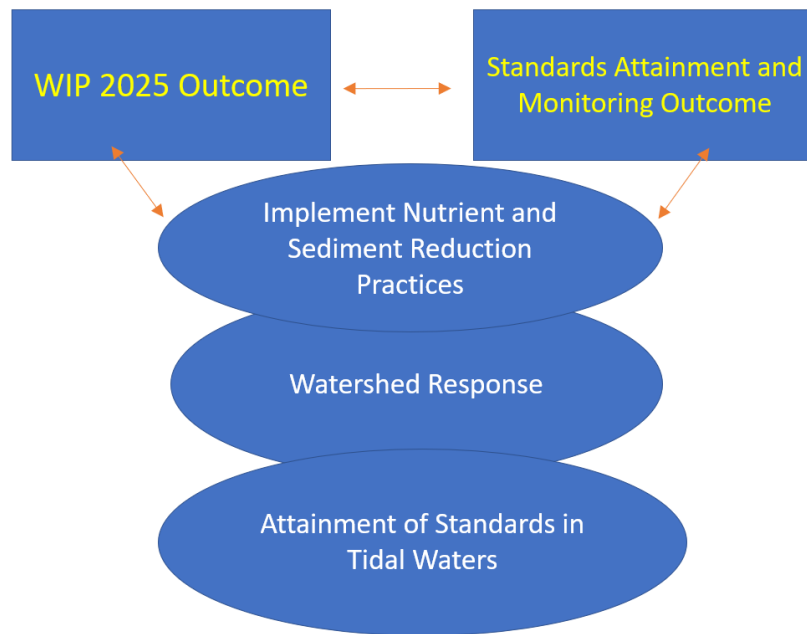 WIP 2025 Outcome
Standards Attainment and
Monitoring Outcome
Implement Nutrient and
Sediment Reduction
Practices
Watershed Response
Attainment of Standards in
Tidal Waters